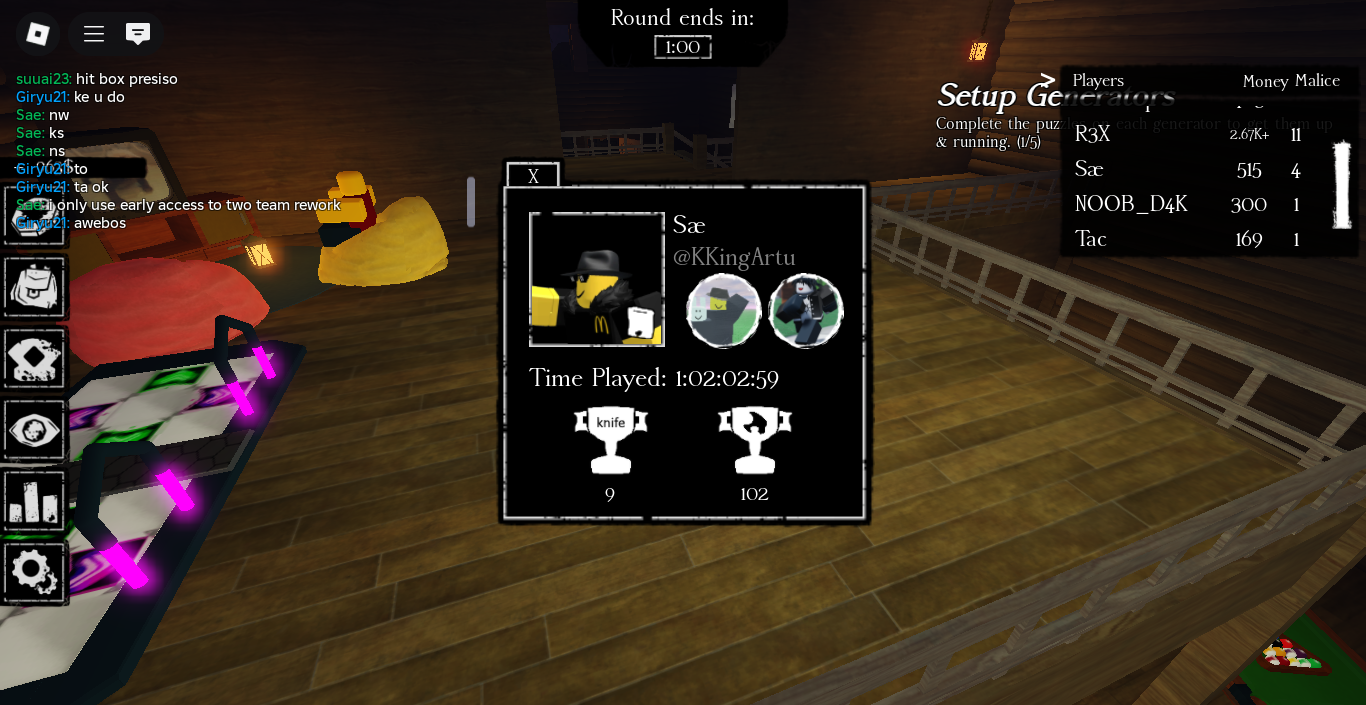 Round ends in:
1:00
suuai23: hit box presiso
Giryu21: ke u do
Sae: nw
Sae: ks
Sae: ns
Giryu21: to
Giryu21: ta ok
Sae: i only use early access to two team rework
Giryu21: awebos
Setup Generators
Complete the puzzles on each generator to get them up
& running. (1/5)
> Players Money Malice
R3X 2.67K+ 11
Sæ 515 4
NOOB_D4K 300 1
Tac 169 1
X
Sæ
@KKingArtu
Time Played: 1:02:02:59
knife
9 102